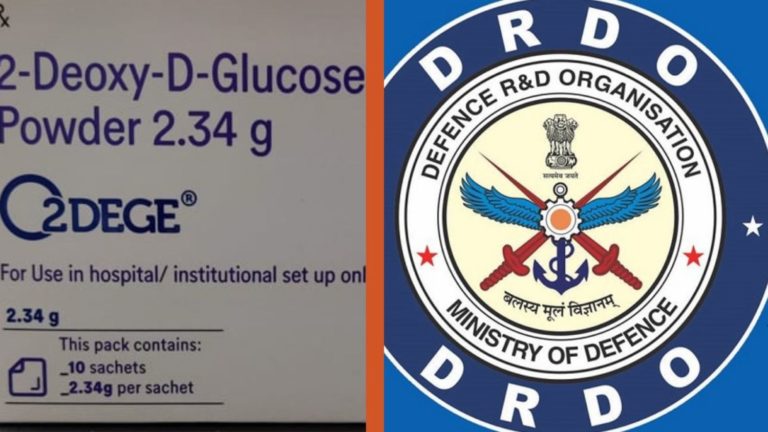 Rx
2-Deoxy-D-Glucose
Powder 2.34 g
2DEGE®
For Use in hospital/ institutional set up onl
2.34 g
This pack contains:
_10 sachets
_2.34g per sachet
DRDO
DEFENCE R&D ORGANISATION
सत्यमेव जयते
बलस्य मूलं विज्ञानम्
MINISTRY OF DEFENCE
DRDO